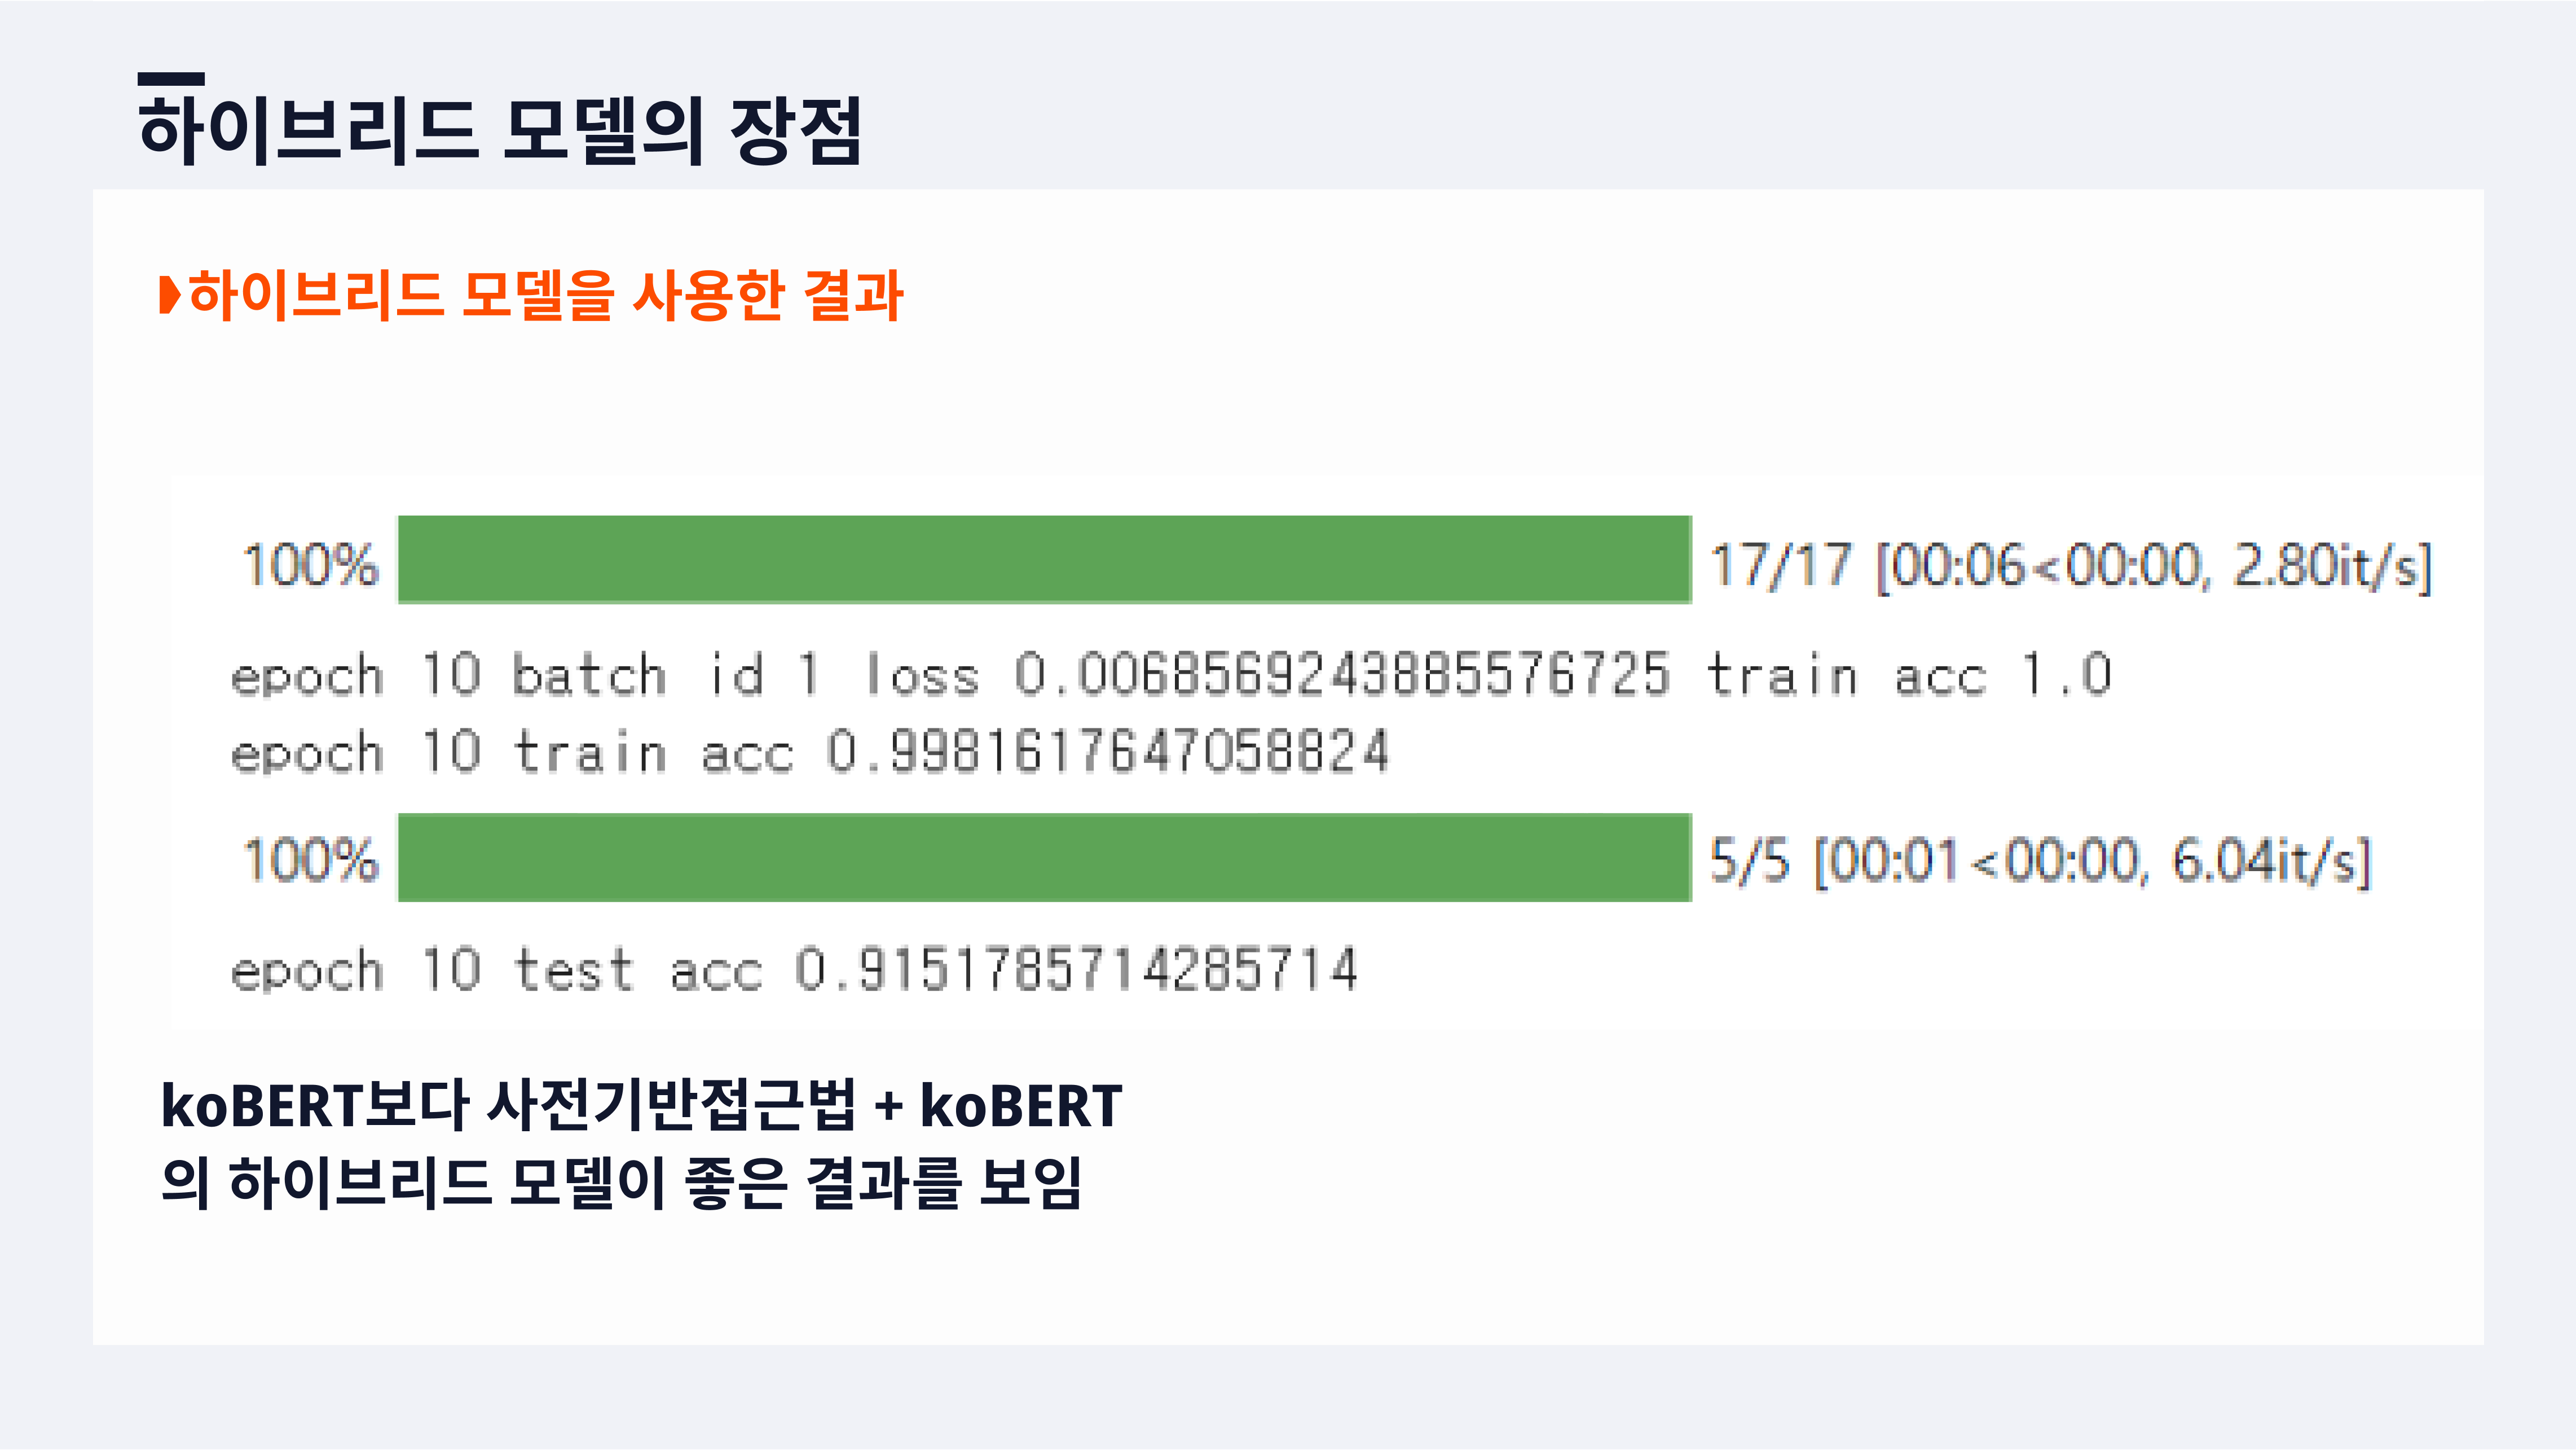 하이브리드 모델의 장점
하이브리드 모델을 사용한 결과
100% 17/17 [00:06<00:00, 2.80it/s]
epoch 10 batch id 1 loss 0.0068569243885576725 train acc 1.0
epoch 10 train acc 0.9981617647058824
100% 5/5 [00:01<00:00, 6.04it/s]
epoch 10 test acc 0.9151785714285714
koBERT보다 사전기반접근법 + koBERT
의 하이브리드 모델이 좋은 결과를 보임